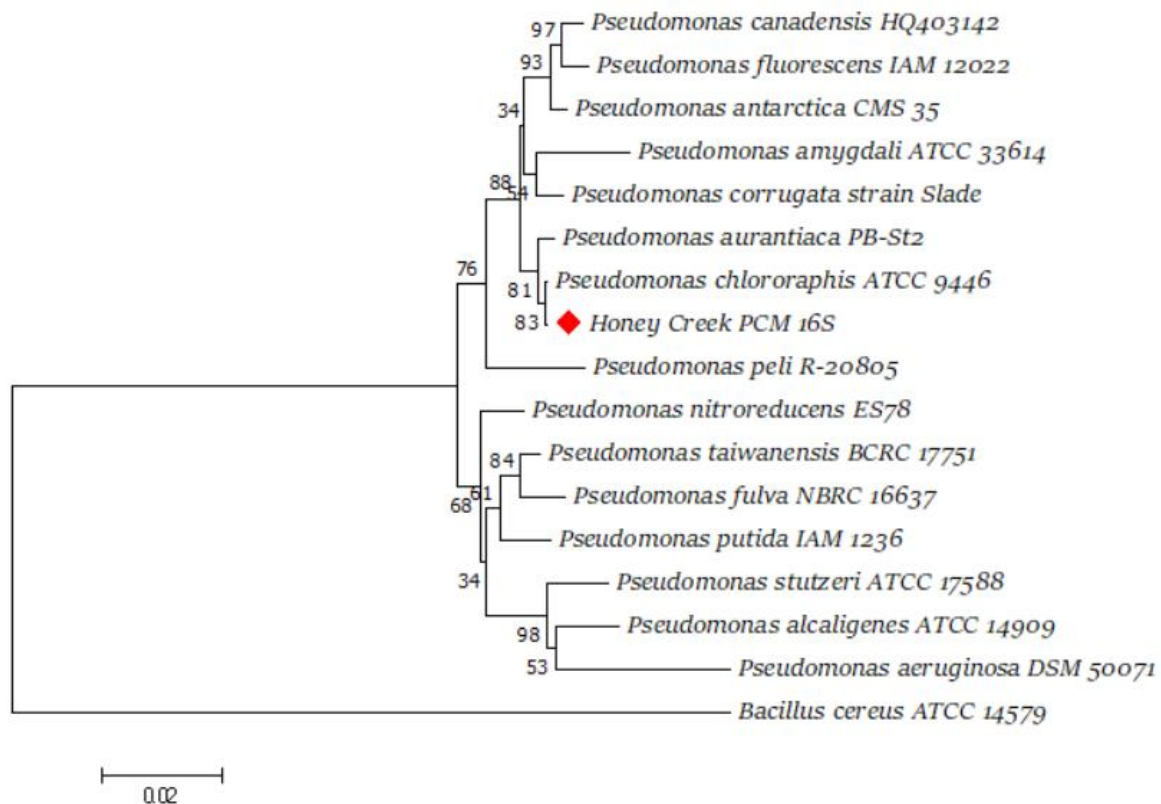 97
Pseudomonas canadensis HQ403142
93
Pseudomonas fluorescens IAM 12022
34
Pseudomonas antarctica CMS 35
Pseudomonas amygdali ATCC 33614
88
54
Pseudomonas corrugata strain Slade
Pseudomonas aurantiaca PB-St2
76
Pseudomonas chlororaphis ATCC 9446
81
83
Honey Creek PCM 16S
Pseudomonas peli R-20805
Pseudomonas nitroreducens ES78
84
Pseudomonas taiwanensis BCRC 17751
61
68
Pseudomonas fulva NBRC 16637
Pseudomonas putida IAM 1236
34
Pseudomonas stutzeri ATCC 17588
98
Pseudomonas alcaligenes ATCC 14909
53
Pseudomonas aeruginosa DSM 50071
Bacillus cereus ATCC 14579
0.02